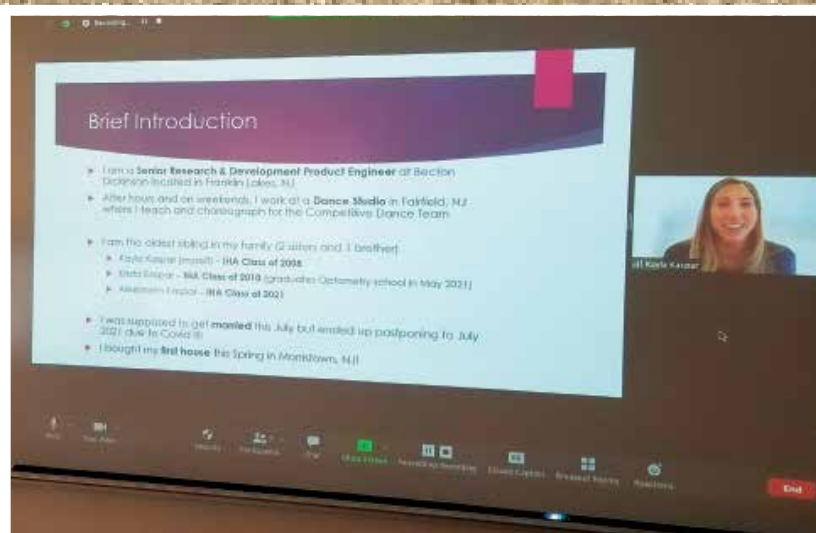 Recording...
Brief Introduction
I am a Senior Research & Development Product Engineer at Becton
Dickinson located in Franklin Lakes, NJ
After hours and on weekends, I work at a Dance Studio in Fairfield, NJ
where I teach and choreograph for the Competitive Dance Team
I am the oldest sibling in my family (2 sisters and 1 brother)
Kayla Kaspar (myself) - IHA Class of 2008
Kaspar - IHA Class of 2010 (graduates Optometry school in May 2021)
Kaspar - IHA Class of 2021
I was supposed to get married this July but ended up postponing to July
2021 due to Covid
I bought my first house this Spring in Morristown, NJ!
Kayla Kaspar
Security
Participants
Chat
Share Screen
Pause/Stop Recording
Closed Caption
Breakout Rooms
Reactions
End